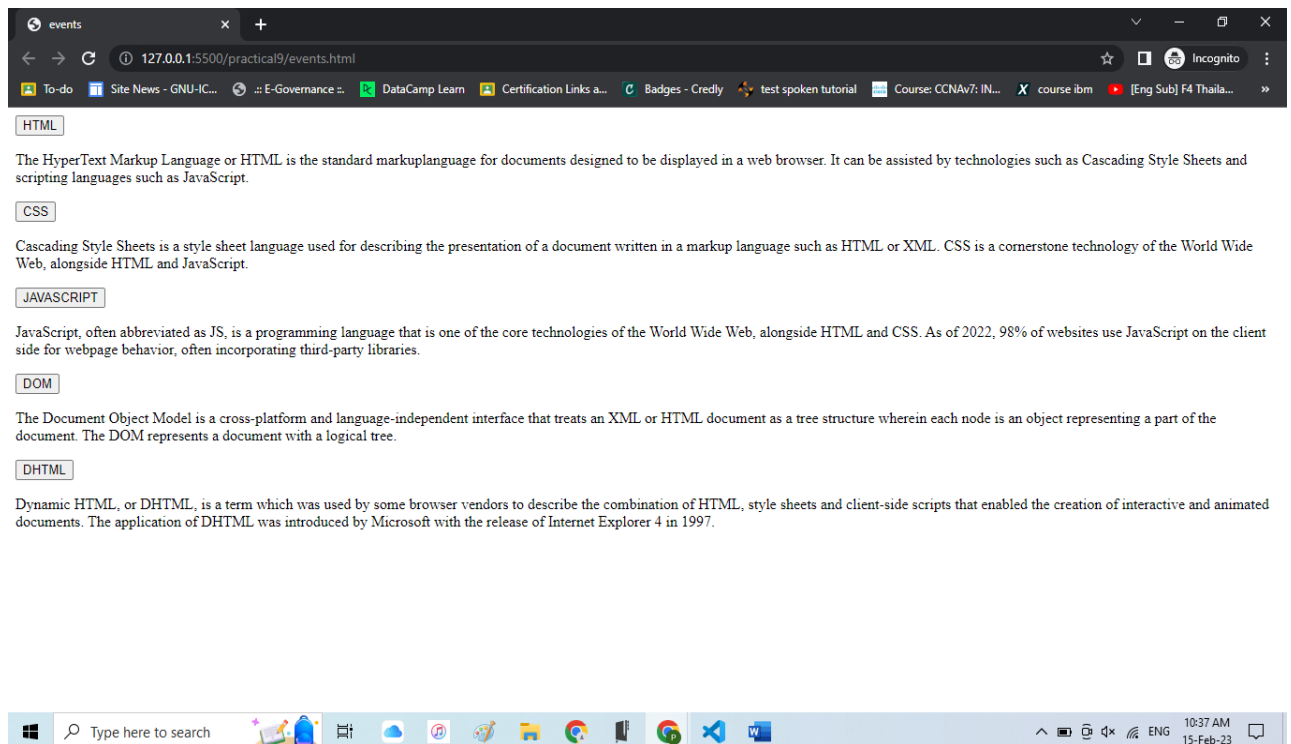 events
127.0.0.1:5500/practical9/events.html
Incognito
To-do Site News - GNU-IC... .:: E-Governance ::. DataCamp Learn Certification Links a... Badges - Credly test spoken tutorial Course: CCNAv7: IN... course ibm [Eng Sub] F4 Thaila... »
HTML
The HyperText Markup Language or HTML is the standard markuplanguage for documents designed to be displayed in a web browser. It can be assisted by technologies such as Cascading Style Sheets and
scripting languages such as JavaScript.
CSS
Cascading Style Sheets is a style sheet language used for describing the presentation of a document written in a markup language such as HTML or XML. CSS is a cornerstone technology of the World Wide
Web, alongside HTML and JavaScript.
JAVASCRIPT
JavaScript, often abbreviated as JS, is a programming language that is one of the core technologies of the World Wide Web, alongside HTML and CSS. As of 2022, 98% of websites use JavaScript on the client
side for webpage behavior, often incorporating third-party libraries.
DOM
The Document Object Model is a cross-platform and language-independent interface that treats an XML or HTML document as a tree structure wherein each node is an object representing a part of the
document. The DOM represents a document with a logical tree.
DHTML
Dynamic HTML, or DHTML, is a term which was used by some browser vendors to describe the combination of HTML, style sheets and client-side scripts that enabled the creation of interactive and animated
documents. The application of DHTML was introduced by Microsoft with the release of Internet Explorer 4 in 1997.
Type here to search
ENG
10:37 AM
15-Feb-23